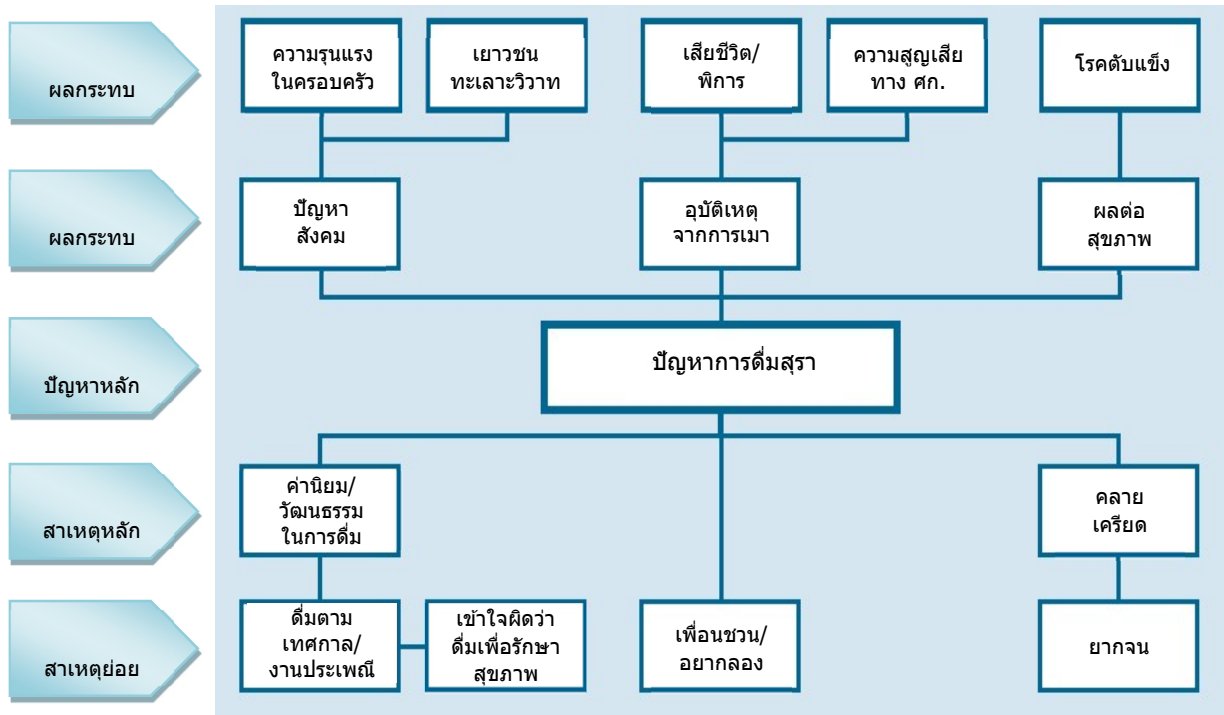 ผลกระทบ
ความรุนแรง
ในครอบครัว
เยาวชน
ทะเลาะวิวาท
เสียชีวิต/
พิการ
ความสูญเสีย
ทาง ศก.
โรคตับแข็ง
ผลกระทบ
ปัญหา
สังคม
อุบัติเหตุ
จากการเมา
ผลต่อ
สุขภาพ
ปัญหาหลัก
ปัญหาการดื่มสุรา
สาเหตุหลัก
ค่านิยม/
วัฒนธรรม
ในการดื่ม
คลาย
เครียด
สาเหตุย่อย
ดื่มตาม
เทศกาล/
งานประเพณี
เข้าใจผิดว่า
ดื่มเพื่อรักษา
สุขภาพ
เพื่อนชวน/
อยากลอง
ยากจน